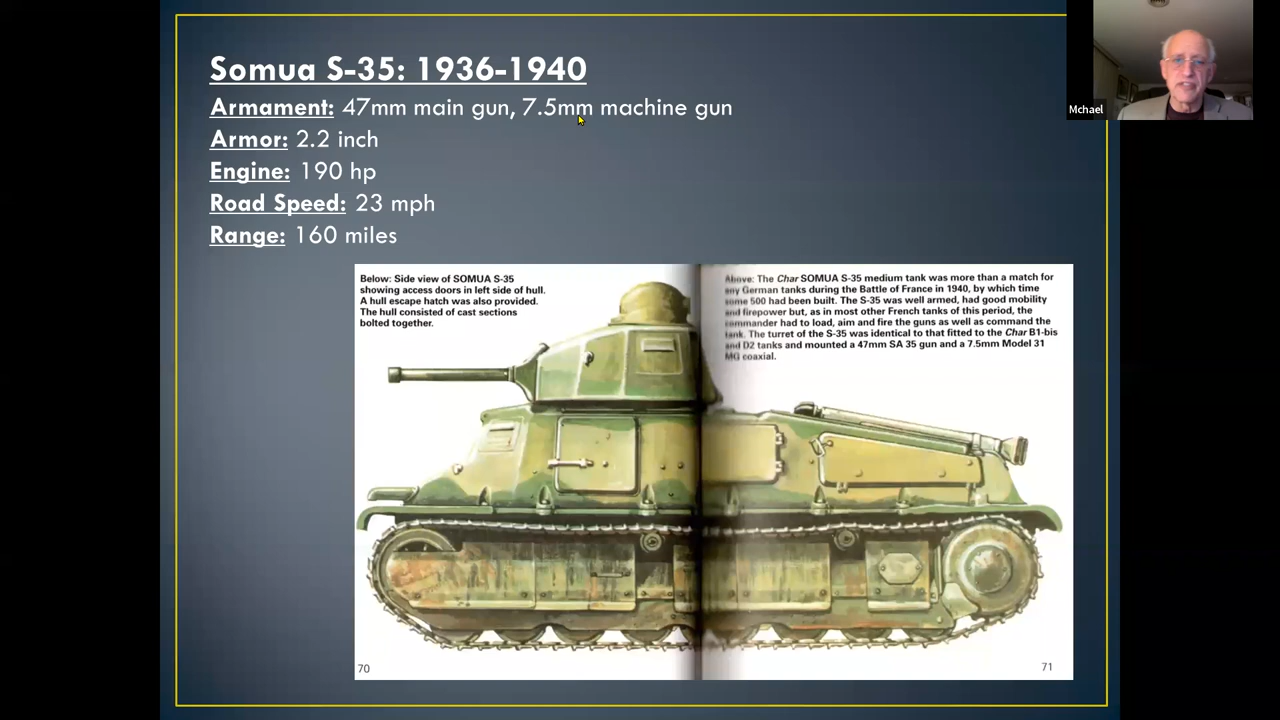 Somua S-35: 1936-1940
Armament: 47mm main gun, 7.5mm machine gun
Armor: 2.2 inch
Engine: 190 hp
Road Speed: 23 mph
Range: 160 miles
Mchael
Below: Side view of SOMUA S-35
showing access doors in left side of hull.
A hull escape hatch was also provided.
The hull consisted of cast sections
bolted together.
Above: The Char SOMUA S-35 medium tank was more than a match for
any German tanks during the Battle of France in 1940, by which time
some 500 had been built. The S-35 was well armed, had good mobility
and firepower but, as in most other French tanks of this period, the
commander had to load, aim and fire the guns as well as command the
tank. The turret of the S-35 was identical to that fitted to the Char B1-bis
and D2 tanks and mounted a 47mm SA 35 gun and a 7.5mm Model 31
MG coaxial.
70
71